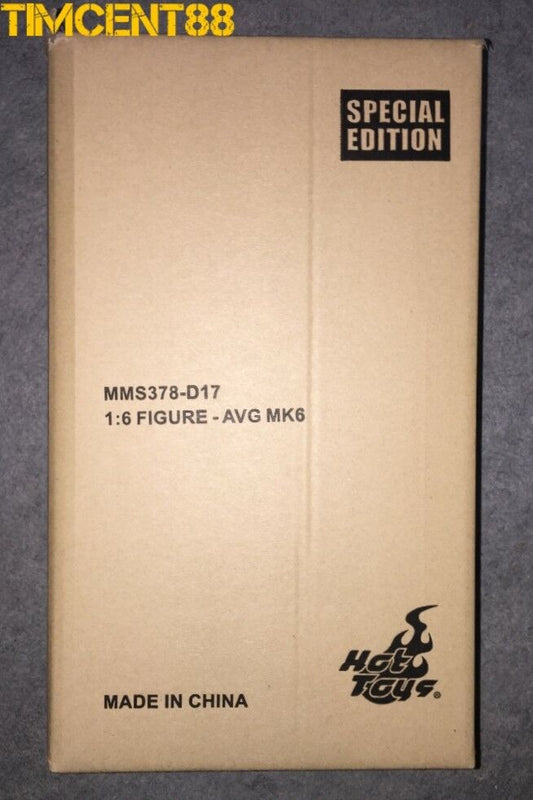 TIMCENT88
SPECIAL
EDITION
MMS378-D17
1:6 FIGURE - AVG MK6
Hot
Toys®
MADE IN CHINA